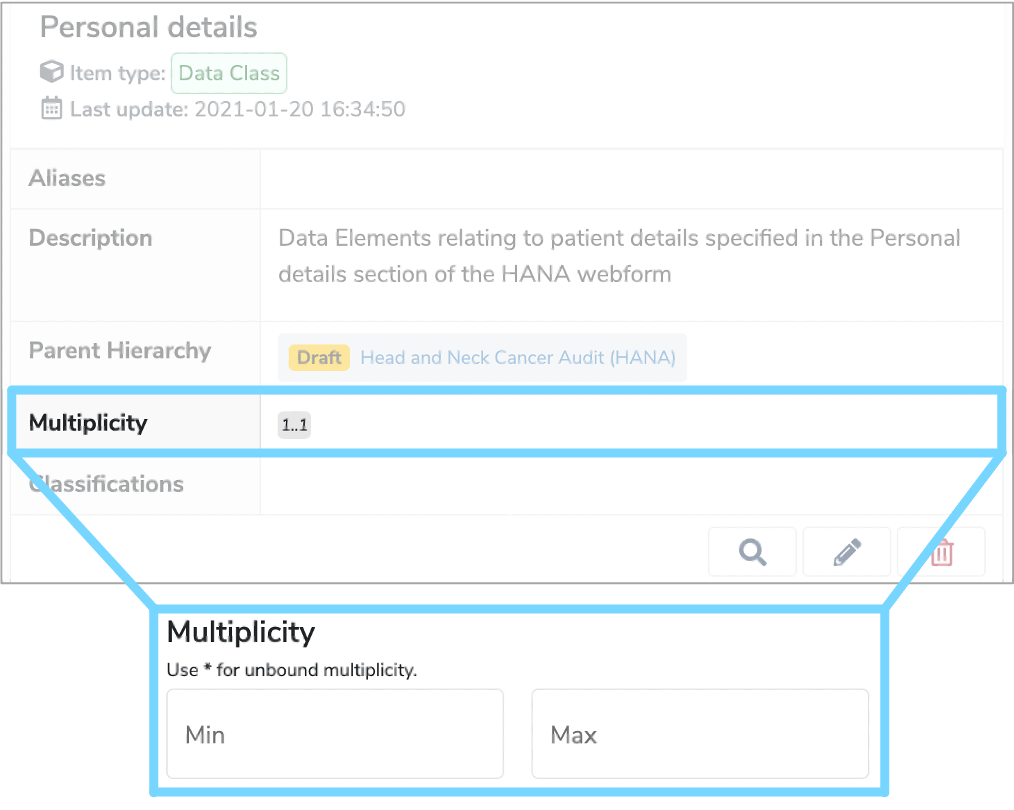 Personal details
Item type: Data Class
Last update: 2021-01-20 16:34:50
Aliases
Description
Data Elements relating to patient details specified in the Personal
details section of the HANA webform
Parent Hierarchy
Draft Head and Neck Cancer Audit (HANA)
Multiplicity
1..1
Classifications
Multiplicity
Use * for unbound multiplicity.
Min
Max